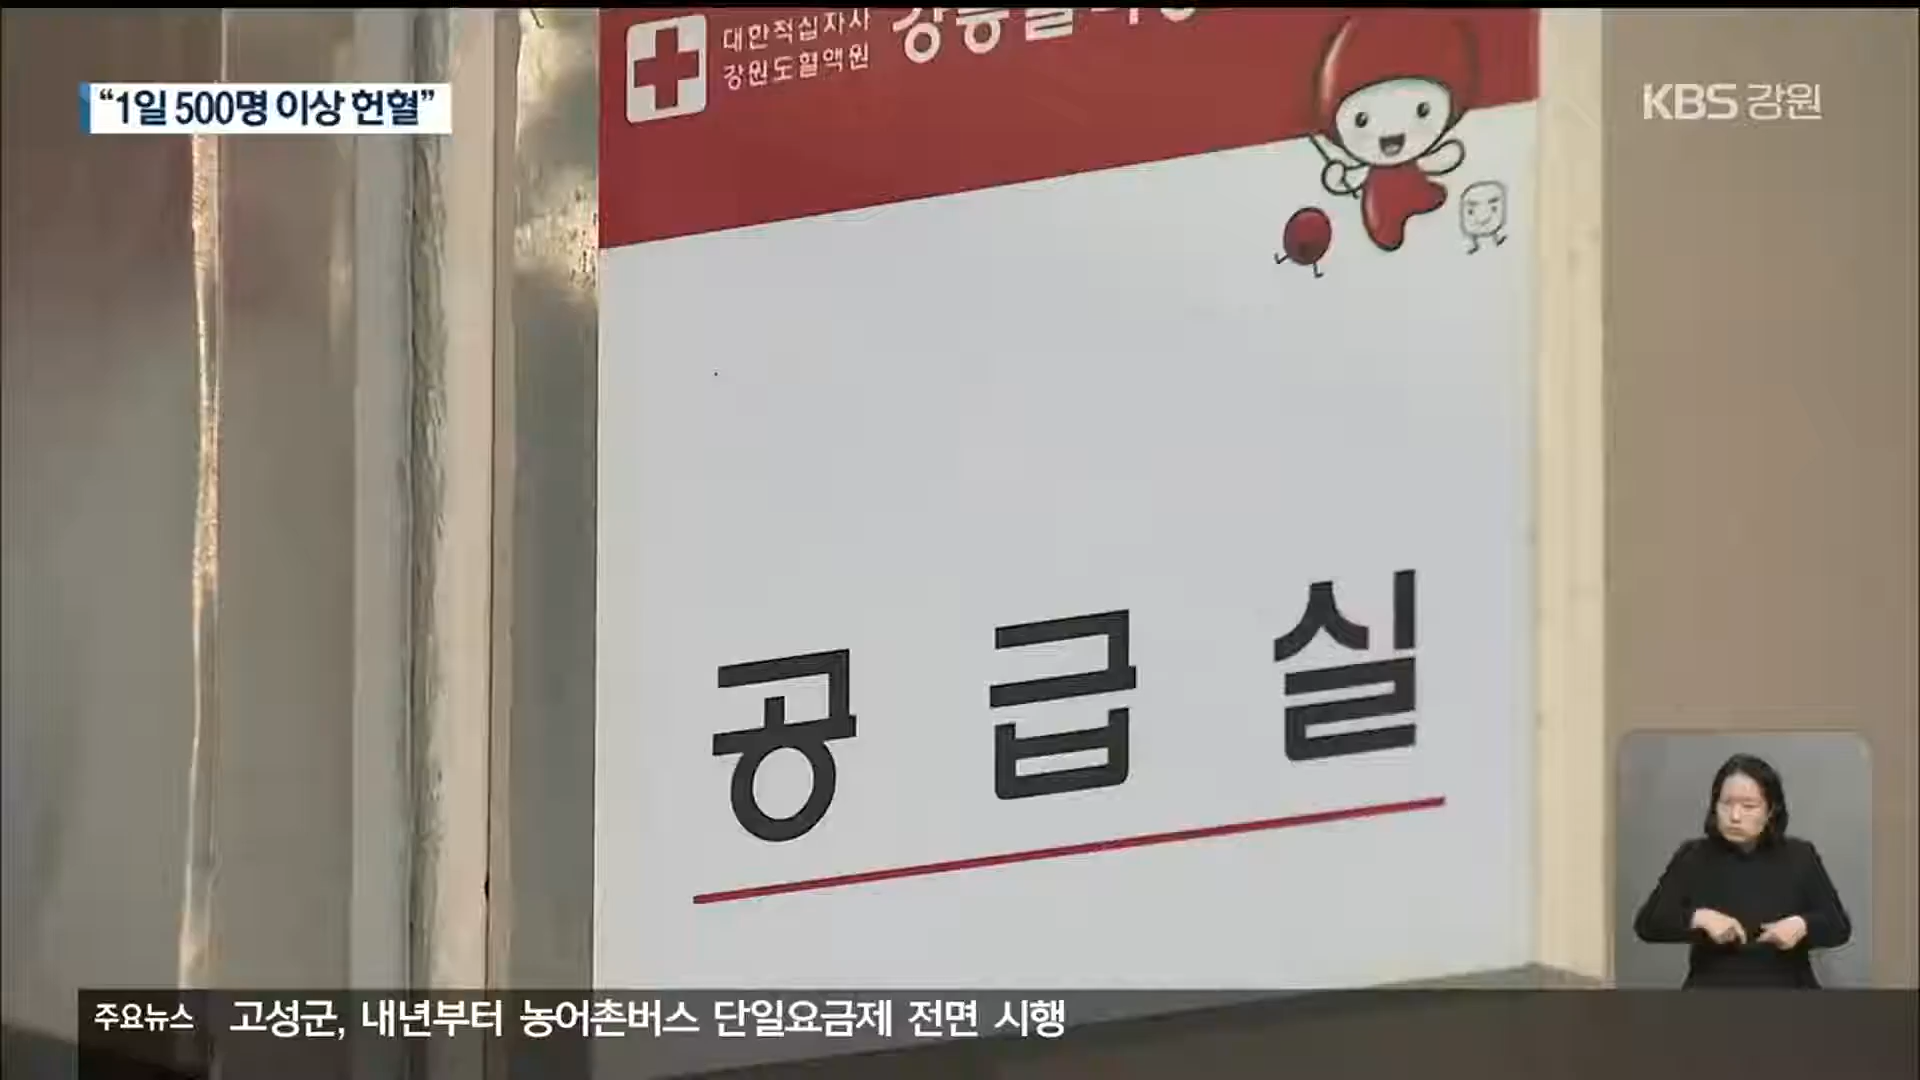 대한적십자사
강원도혈액원
"1일 500명 이상 헌혈"
KBS 강원
공급실
주요뉴스 고성군, 내년부터 농어촌버스 단일요금제 전면 시행